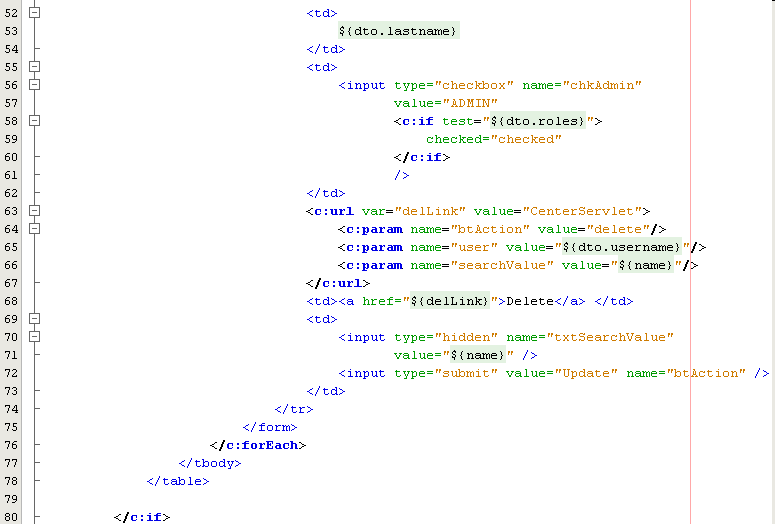 52 <td>
53 ${dto.lastname}
54 </td>
55 <td>
56 <input type="checkbox" name="chkAdmin"
57 value="ADMIN"
58 <c:if test="${dto.roles}">
59 checked="checked"
60 </c:if>
61 />
62 </td>
63 <c:url var="delLink" value="CenterServlet">
64 <c:param name="btAction" value="delete"/>
65 <c:param name="user" value="${dto.username}"/>
66 <c:param name="searchValue" value="${name}"/>
67 </c:url>
68 <td><a href="${delLink}">Delete</a> </td>
69 <td>
70 <input type="hidden" name="txtSearchValue"
71 value="${name}" />
72 <input type="submit" value="Update" name="btAction" />
73 </td>
74 </tr>
75 </form>
76 </c:forEach>
77 </tbody>
78 </table>
79
80 </c:if>